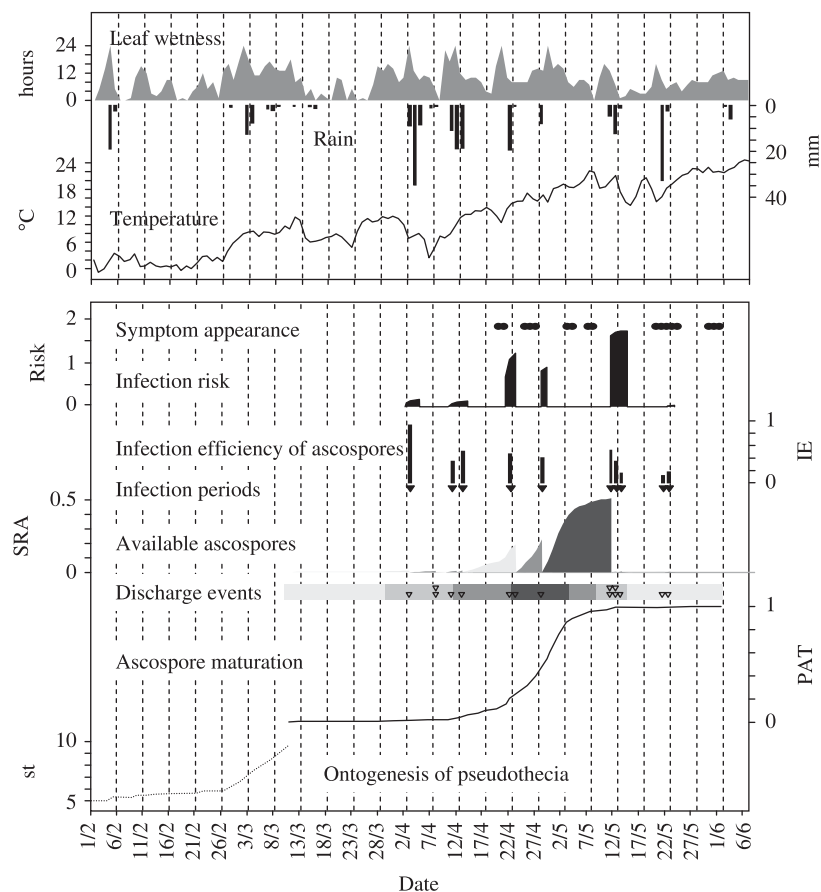 Leaf wetness
24
12
0
hours
Rain
0
20
40
mm
24
18
12
6
0
°C
Temperature
2
1
0
Risk
Symptom appearance
Infection risk
Infection efficiency of ascospores
1
0
IE
Infection periods
0.5
0
SRA
Available ascospores
Discharge events
Ascospore maturation
1
0
PAT
10
5
st
Ontogenesis of pseudothecia
1/2 6/2 11/2 16/2 21/2 26/2 3/3 8/3 13/3 18/3 23/3 28/3 2/4 7/4 12/4 17/4 22/4 27/4 2/5 7/5 12/5 17/5 22/5 27/5 1/6 6/6
Date